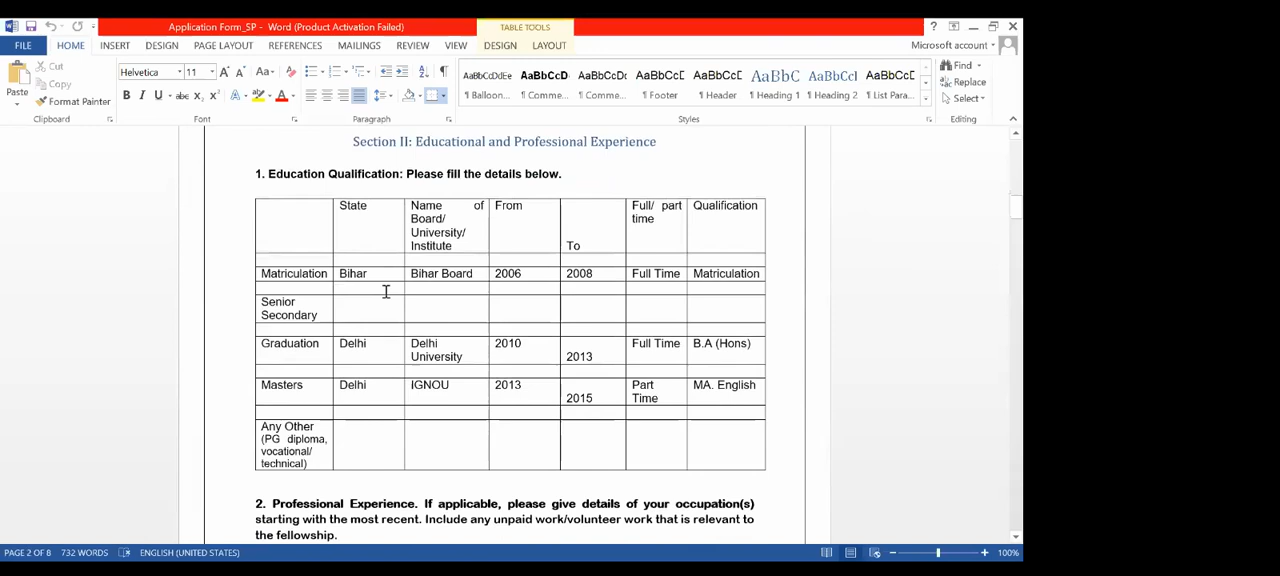 Application Form_SP - Word (Product Activation Failed)
TABLE TOOLS
FILE HOME INSERT DESIGN PAGE LAYOUT REFERENCES MAILINGS REVIEW VIEW DESIGN LAYOUT
Microsoft account
Paste
Cut
Copy
Format Painter
Clipboard
Helvetica 11
Font
Paragraph
AaBbCcDdEe AaBbCcD AaBbCcDc AaBbCcD AaBbCcD AaBbC AaBbCcI AaBbCcD
¶ Balloon... ¶ Comme... ¶ Comme... ¶ Footer ¶ Header ¶ Heading 1 ¶ Heading 2 ¶ List Para...
Styles
Find
Replace
Select
Editing
Section II: Educational and Professional Experience
1. Education Qualification: Please fill the details below.
State
Name of
Board/
University/
Institute
From
To
Full/ part
time
Qualification
Matriculation Bihar Bihar Board 2006 2008 Full Time Matriculation
Senior
Secondary
Graduation Delhi Delhi
University 2010 2013 Full Time B.A (Hons)
Masters Delhi IGNOU 2013 2015 Part
Time MA. English
Any Other
(PG diploma,
vocational/
technical)
2. Professional Experience. If applicable, please give details of your occupation(s)
starting with the most recent. Include any unpaid work/volunteer work that is relevant to
the fellowship.
PAGE 2 OF 8 732 WORDS ENGLISH (UNITED STATES) 100%